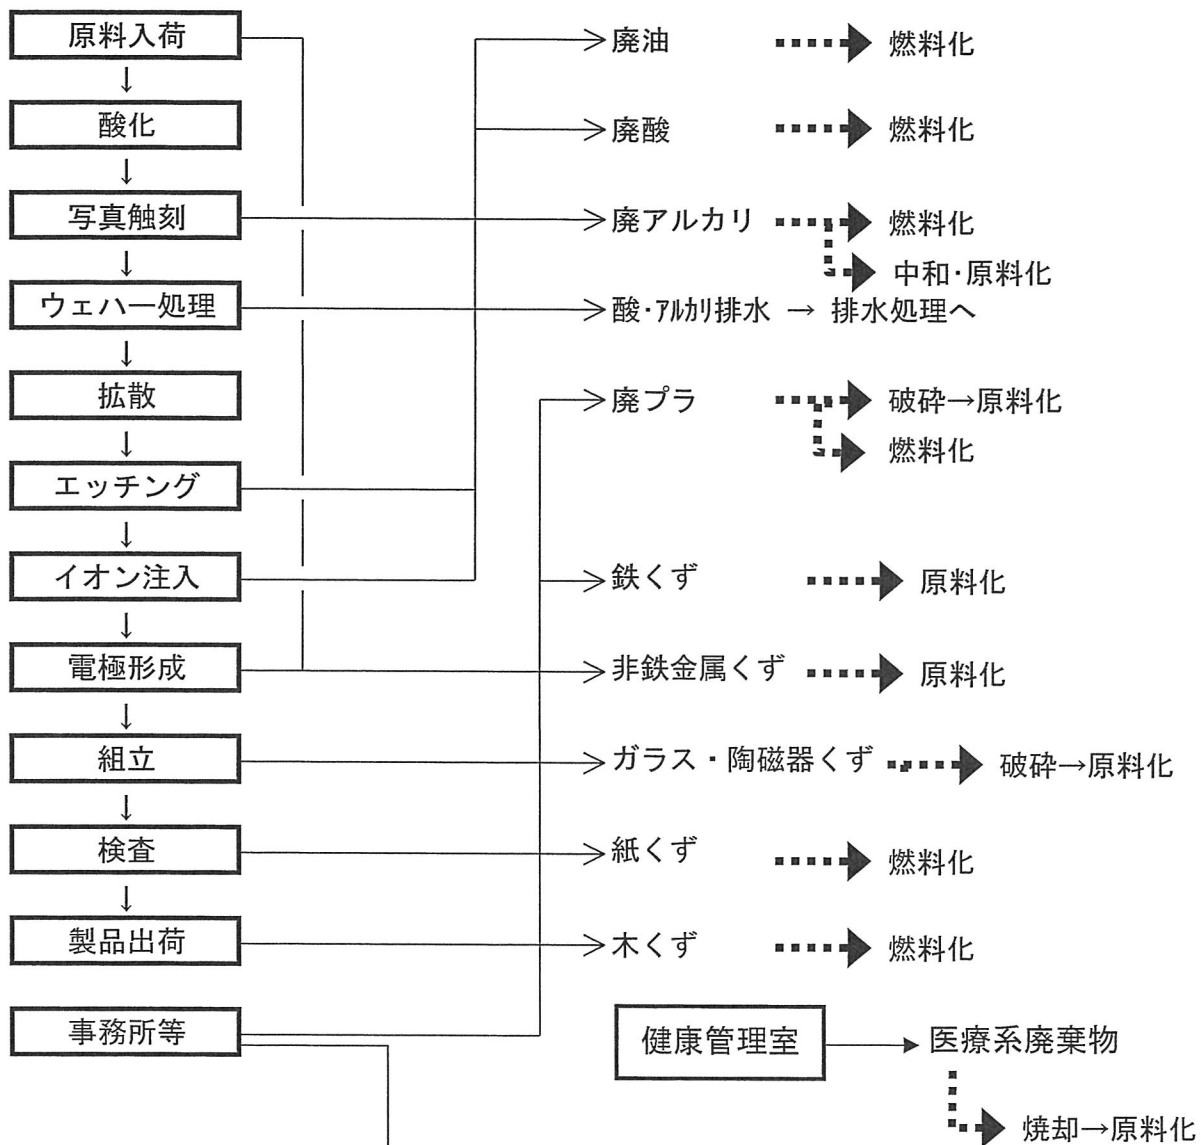 原料入荷
↓
酸化
↓
写真触刻
↓
ウェハー処理
↓
拡散
↓
エッチング
↓
イオン注入
↓
電極形成
↓
組立
↓
検査
↓
製品出荷
事務所等
廃油 燃料化
廃酸 燃料化
廃アルカリ 燃料化
中和・原料化
酸・ｱﾙｶﾘ排水 → 排水処理へ
廃プラ 破砕→原料化
燃料化
鉄くず 原料化
非鉄金属くず 原料化
ガラス・陶磁器くず 破砕→原料化
紙くず 燃料化
木くず 燃料化
健康管理室 医療系廃棄物
焼却→原料化